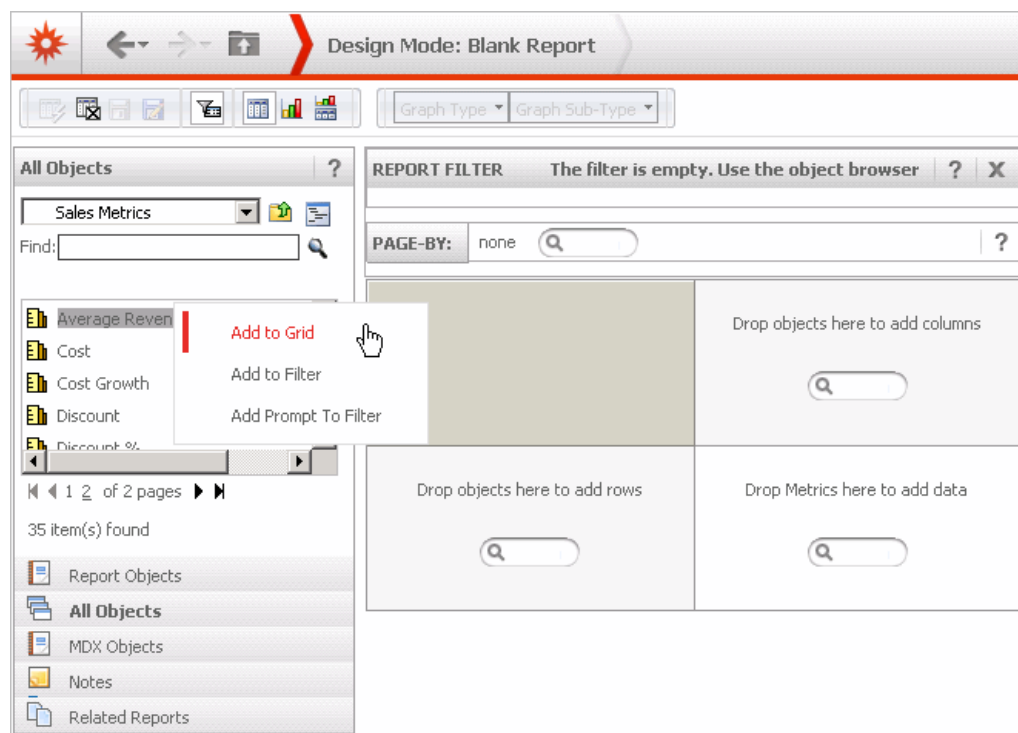 Design Mode: Blank Report
Graph Type Graph Sub-Type
All Objects ?
REPORT FILTER The filter is empty. Use the object browser ? X
Sales Metrics
Find:
PAGE-BY: none ?
Average Reven
Cost
Cost Growth
Discount
Discount %
Add to Grid
Add to Filter
Add Prompt To Filter
Drop objects here to add columns
1 2 of 2 pages
35 item(s) found
Drop objects here to add rows
Drop Metrics here to add data
Report Objects
All Objects
MDX Objects
Notes
Related Reports